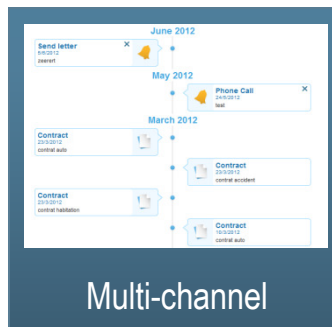 June 2012
Send letter
5/6/2012
zeerert
May 2012
Phone Call
24/5/2012
test
March 2012
Contract
23/3/2012
contrat auto
Contract
23/3/2012
contrat accident
Contract
23/3/2012
contrat habitation
Contract
15/3/2012
contrat auto
Multi-channel